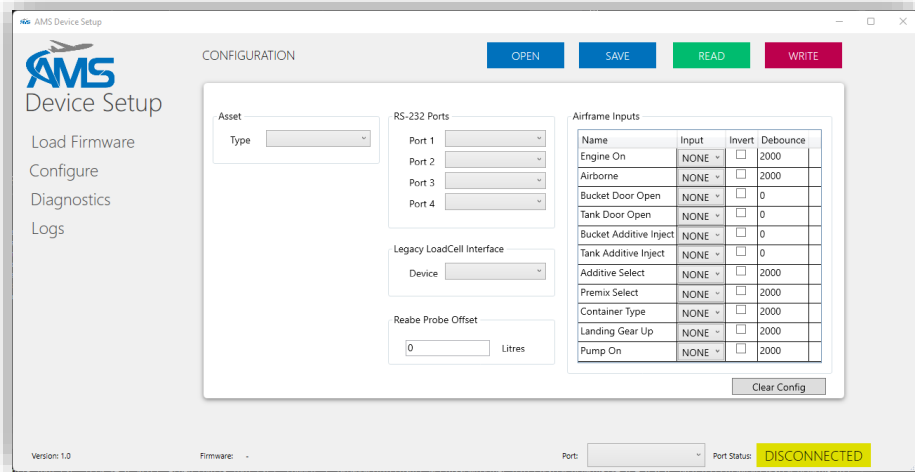 AMS AMS Device Setup
AMS
Device Setup
Load Firmware
Configure
Diagnostics
Logs
CONFIGURATION
OPEN SAVE READ WRITE
Asset
Type
RS-232 Ports
Port 1
Port 2
Port 3
Port 4
Legacy LoadCell Interface
Device
Reabe Probe Offset
0 Litres
Airframe Inputs
Name Input Invert Debounce
Engine On NONE 2000
Airborne NONE 2000
Bucket Door Open NONE 0
Tank Door Open NONE 0
Bucket Additive Inject NONE 0
Tank Additive Inject NONE 0
Additive Select NONE 2000
Premix Select NONE 2000
Container Type NONE 2000
Landing Gear Up NONE 2000
Pump On NONE 2000
Clear Config
Version: 1.0 Firmware: - Port: Port Status: DISCONNECTED